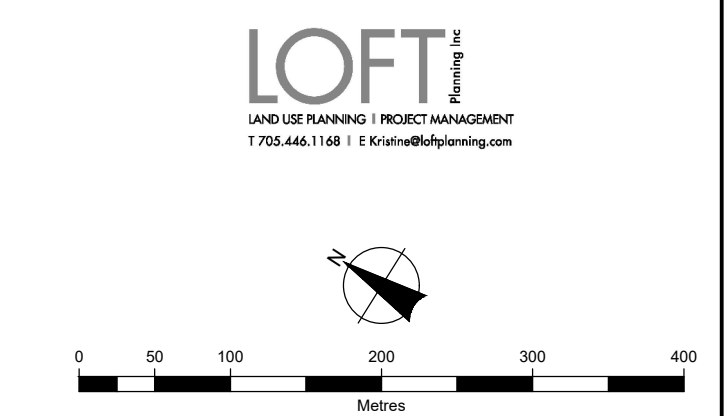 LOFT
Planning Inc
LAND USE PLANNING | PROJECT MANAGEMENT
T 705.446.1168 | E Kristine@loftplanning.com
N
0 50 100 200 300 400
Metres